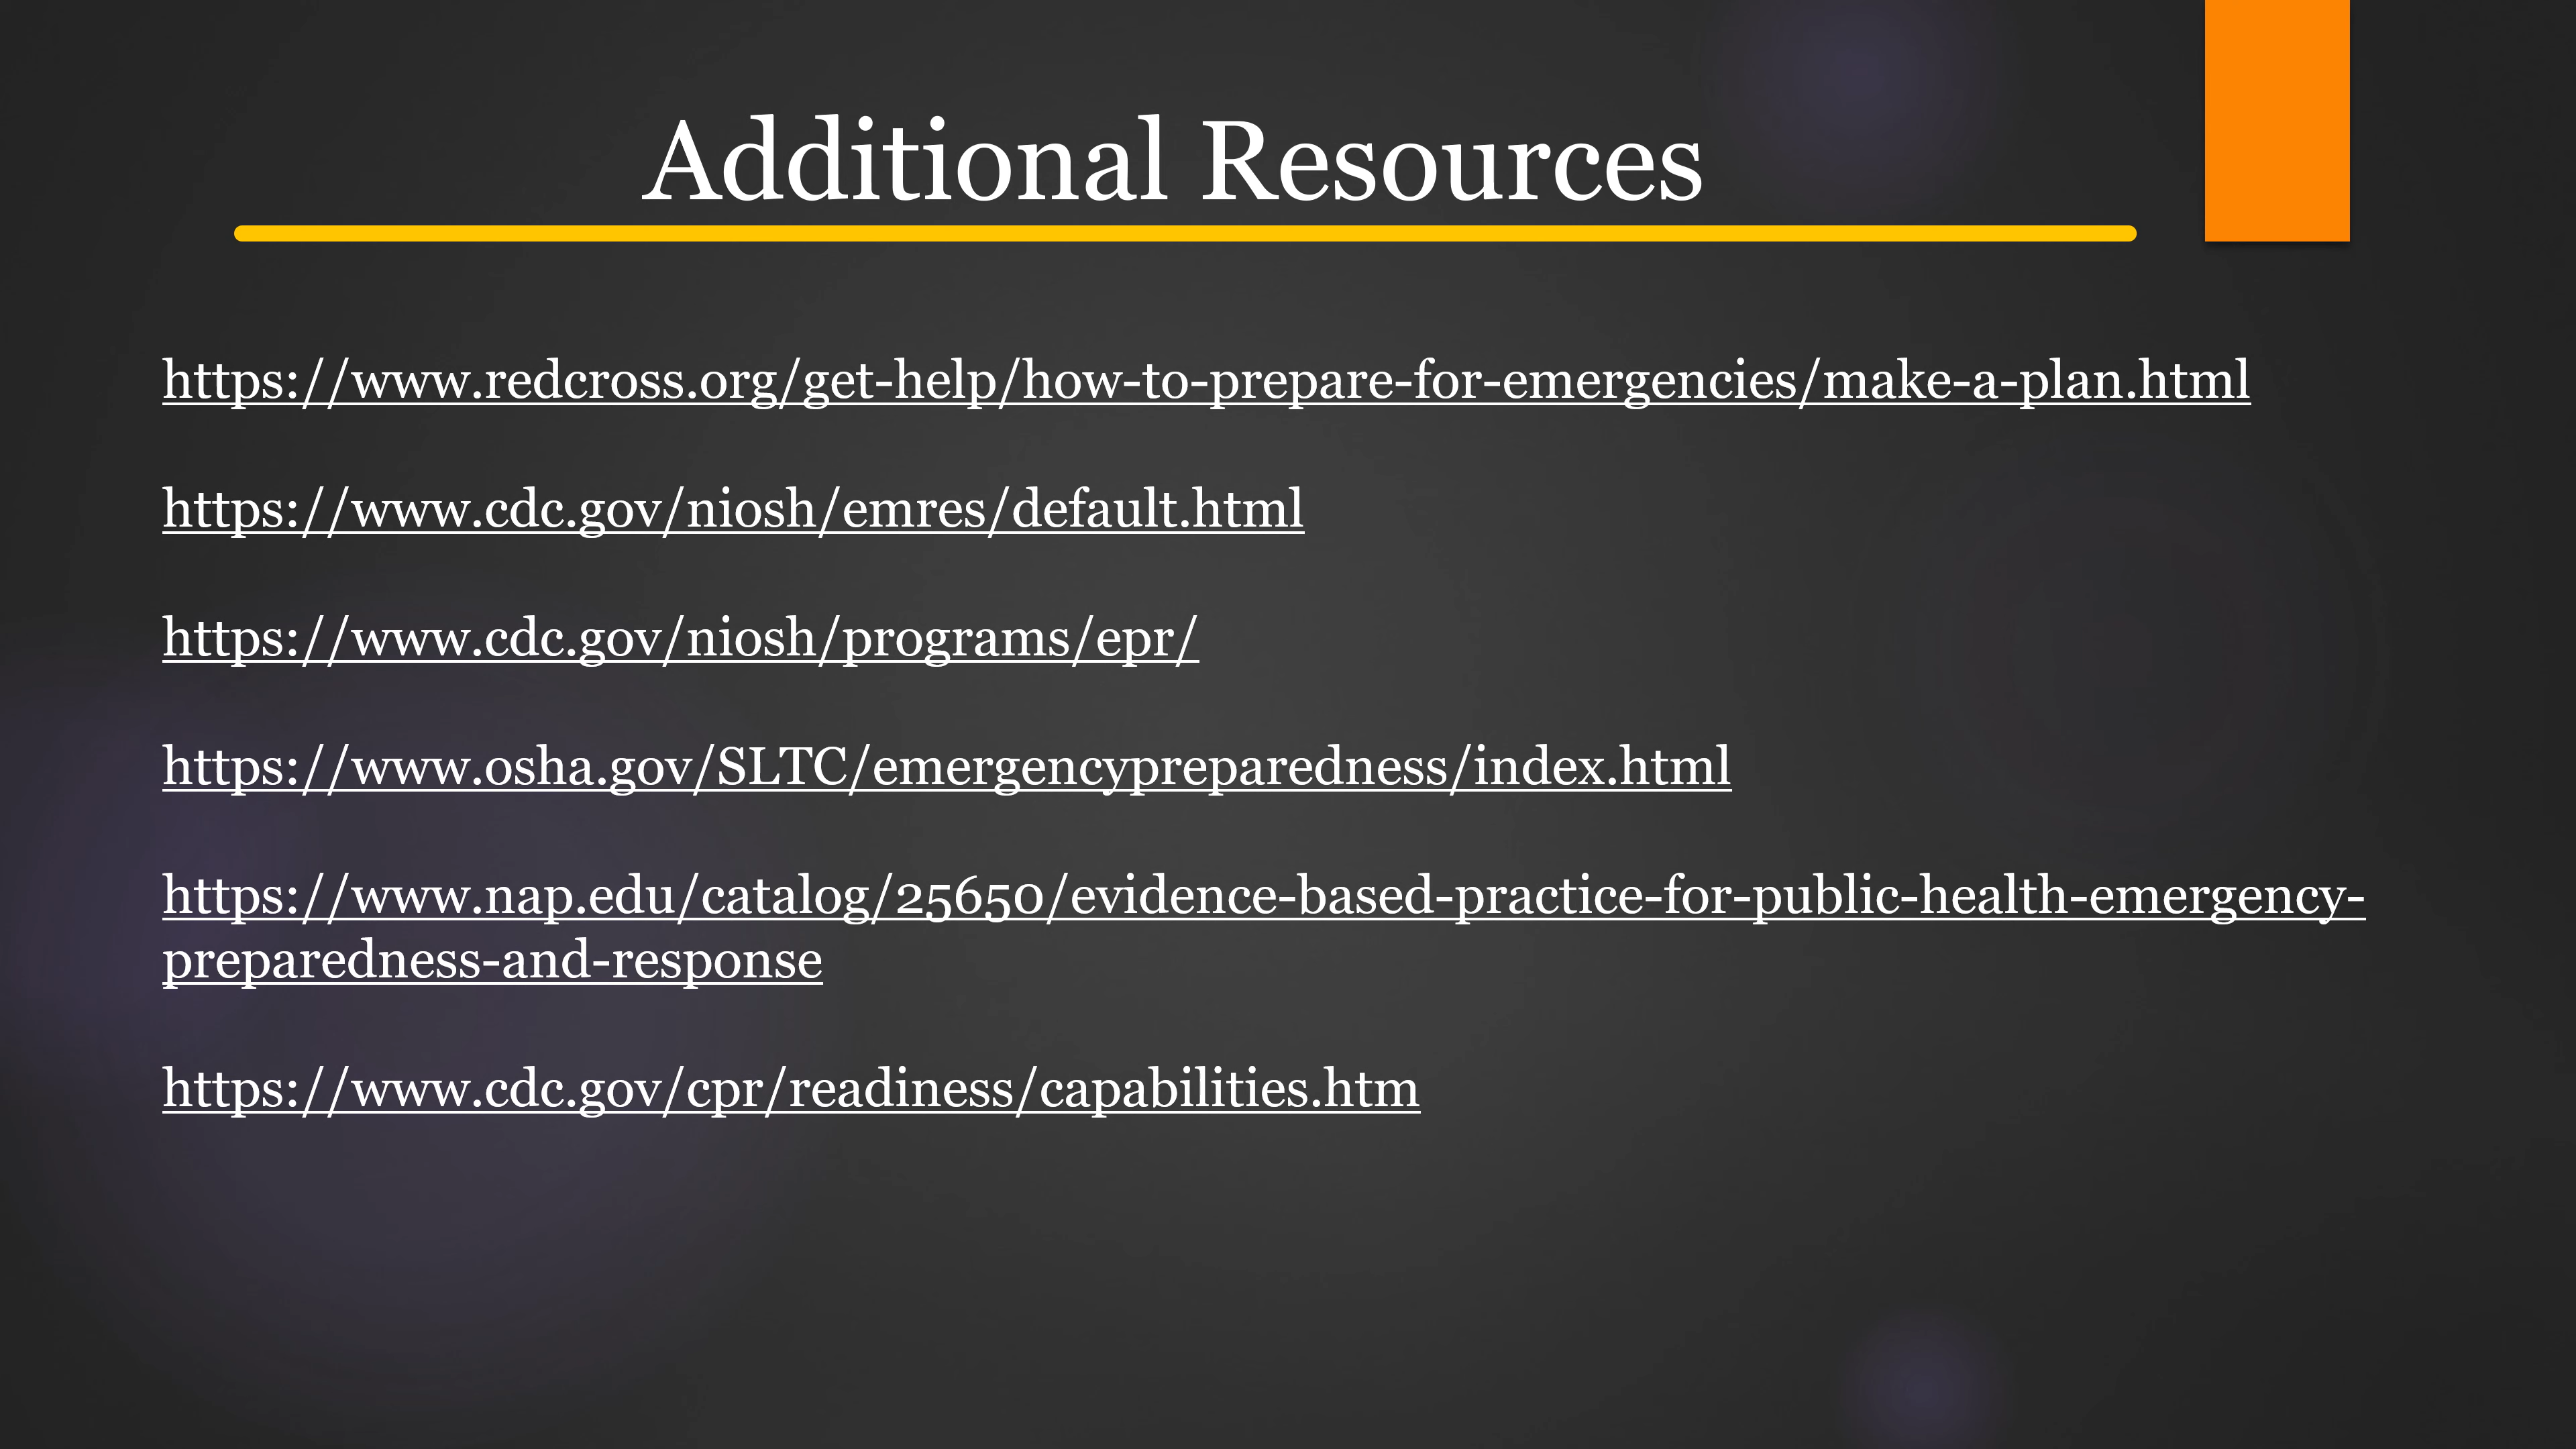 Additional Resources
https://www.redcross.org/get-help/how-to-prepare-for-emergencies/make-a-plan.html
https://www.cdc.gov/niosh/emres/default.html
https://www.cdc.gov/niosh/programs/epr/
https://www.osha.gov/SLTC/emergencypreparedness/index.html
https://www.nap.edu/catalog/25650/evidence-based-practice-for-public-health-emergency-
preparedness-and-response
https://www.cdc.gov/cpr/readiness/capabilities.htm